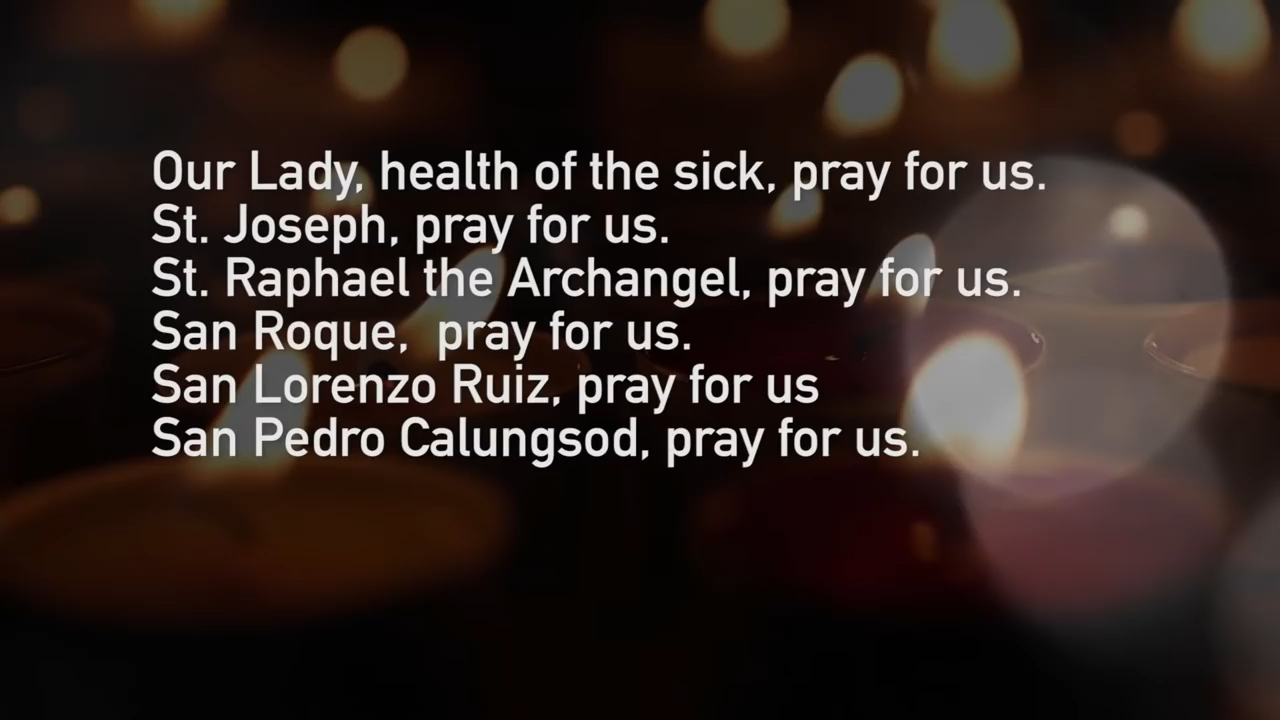 Our Lady, health of the sick, pray for us.
St. Joseph, pray for us.
St. Raphael the Archangel, pray for us.
San Roque,  pray for us.
San Lorenzo Ruiz, pray for us
San Pedro Calungsod, pray for us.